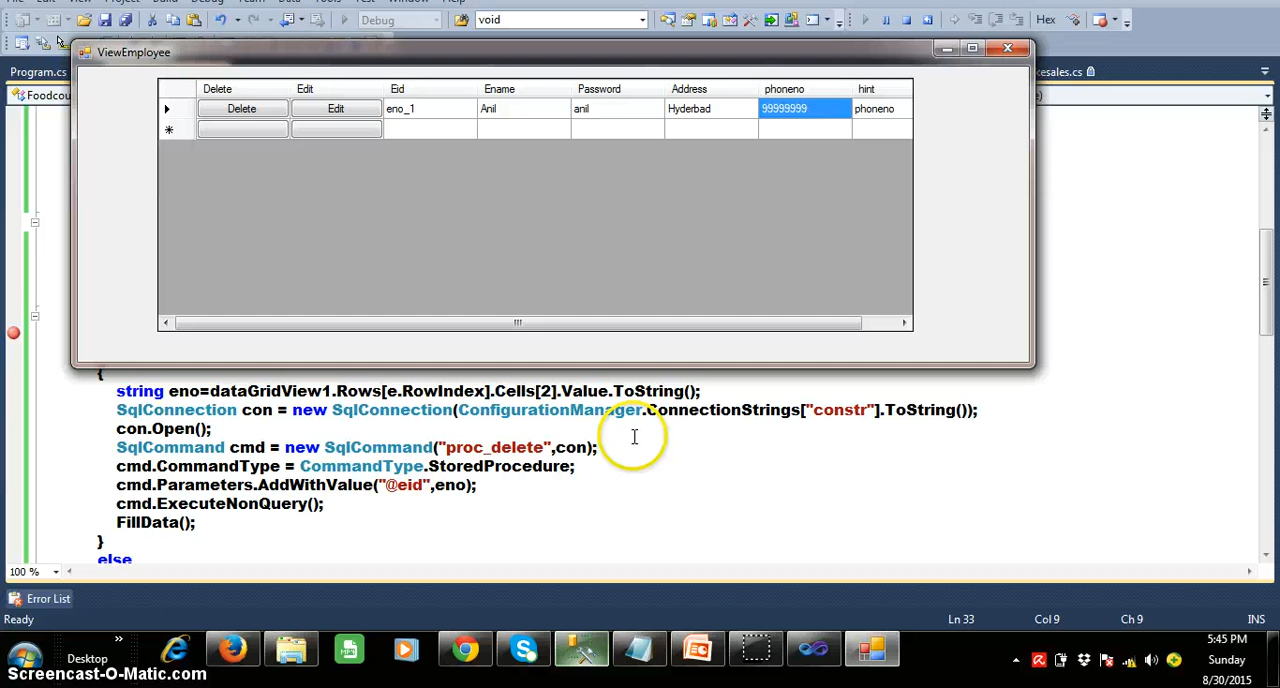 Debug
void
Hex
ViewEmployee
Program.cs
esales.cs
Foodcou
Delete Edit Eid Ename Password Address phoneno hint
Delete Edit eno_1 Anil anil Hyderbad 99999999 phoneno
{
string eno=dataGridView1.Rows[e.RowIndex].Cells[2].Value.ToString();
SqlConnection con = new SqlConnection(ConfigurationManager.ConnectionStrings["constr"].ToString());
con.Open();
SqlCommand cmd = new SqlCommand("proc_delete",con);
cmd.CommandType = CommandType.StoredProcedure;
cmd.Parameters.AddWithValue("@eid",eno);
cmd.ExecuteNonQuery();
FillData();
}
else
100 %
Error List
Ready Ln 33 Col 9 Ch 9 INS
Desktop
5:45 PM
Sunday
8/30/2015
Screencast-O-Matic.com